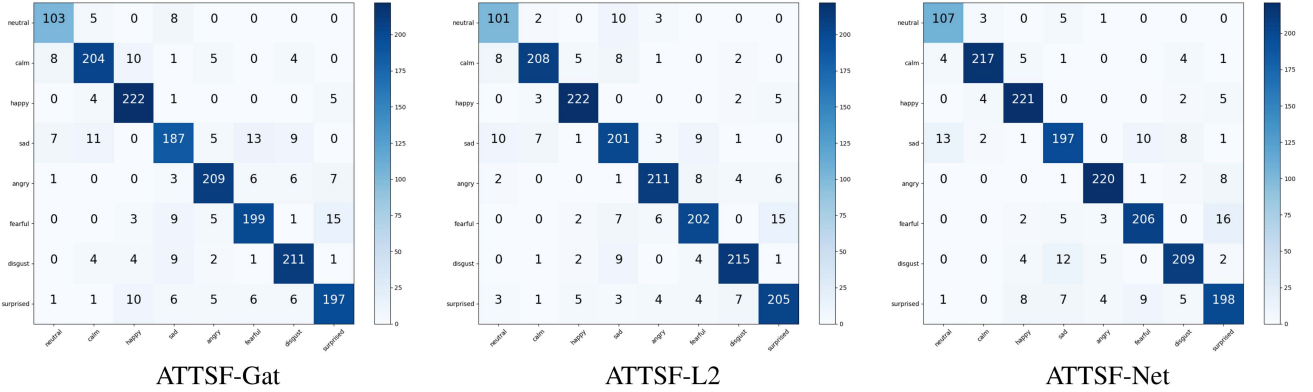 neutral 103 5 0 8 0 0 0 0
calm 8 204 10 1 5 0 4 0
happy 0 4 222 1 0 0 0 5
sad 7 11 0 187 5 13 9 0
angry 1 0 0 3 209 6 6 7
fearful 0 0 3 9 5 199 1 15
disgust 0 4 4 9 2 1 211 1
surprised 1 1 10 6 5 6 6 197
neutral calm happy sad angry fearful disgust surprised
200
175
150
125
100
75
50
25
0
ATTSF-Gat
neutral 101 2 0 10 3 0 0 0
calm 8 208 5 8 1 0 2 0
happy 0 3 222 0 0 0 2 5
sad 10 7 1 201 3 9 1 0
angry 2 0 0 1 211 8 4 6
fearful 0 0 2 7 6 202 0 15
disgust 0 1 2 9 0 4 215 1
surprised 3 1 5 3 4 4 7 205
neutral calm happy sad angry fearful disgust surprised
200
175
150
125
100
75
50
25
0
ATTSF-L2
neutral 107 3 0 5 1 0 0 0
calm 4 217 5 1 0 0 4 1
happy 0 4 221 0 0 0 2 5
sad 13 2 1 197 0 10 8 1
angry 1 0 0 0 220 1 2 8
fearful 0 0 2 5 3 206 0 16
disgust 0 0 4 12 5 0 209 2
surprised 1 0 8 7 4 9 5 198
neutral calm happy sad angry fearful disgust surprised
200
175
150
125
100
75
50
25
0
ATTSF-Net